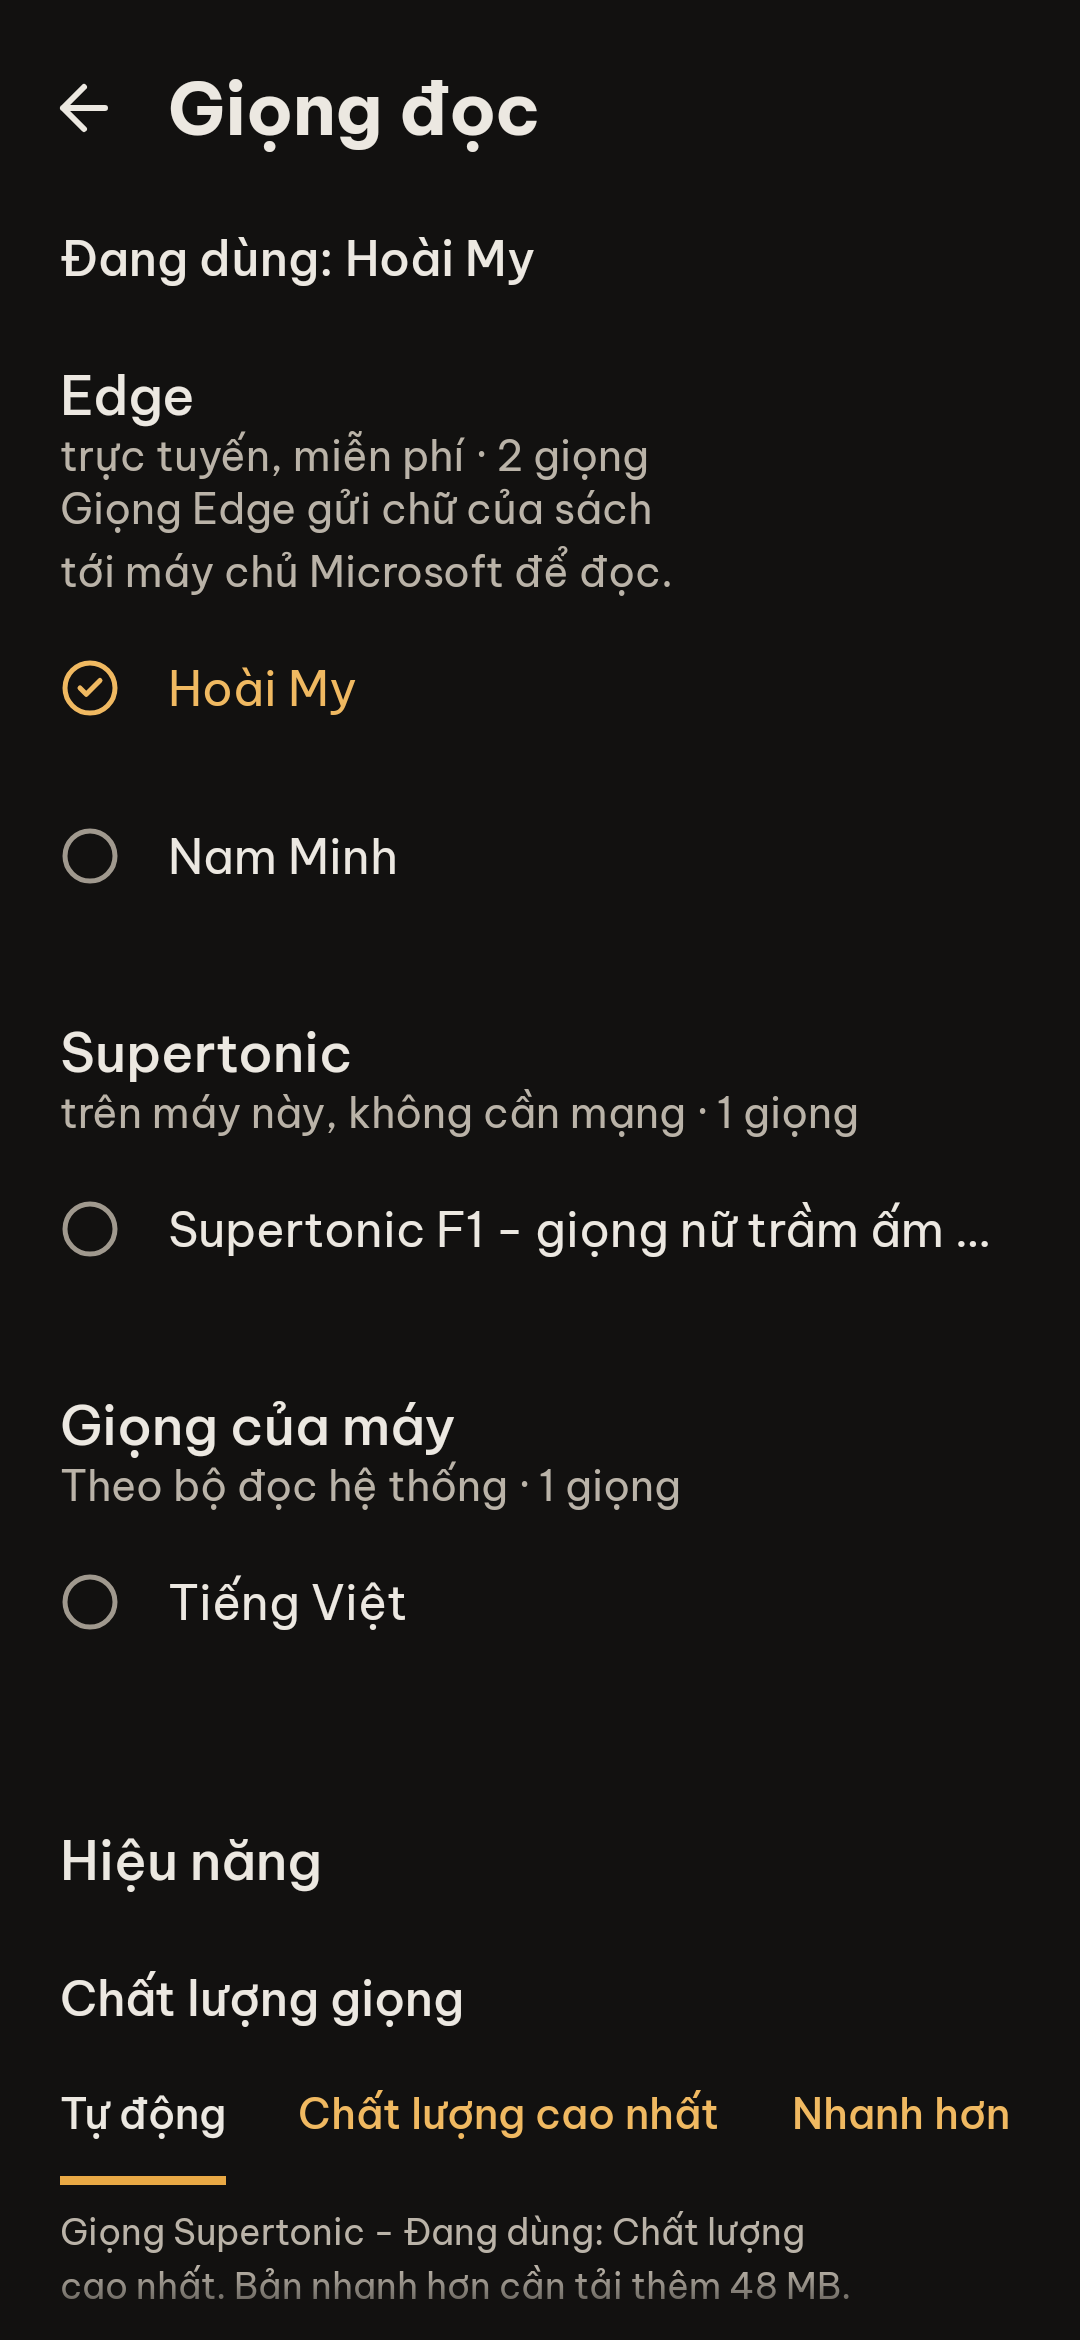 Giọng đọc
Đang dùng: Hoài My
Edge
trực tuyến, miễn phí · 2 giọng
Giọng Edge gửi chữ của sách
tới máy chủ Microsoft để đọc.
Hoài My
Nam Minh
Supertonic
trên máy này, không cần mạng · 1 giọng
Supertonic F1 – giọng nữ trầm ấm ...
Giọng của máy
Theo bộ đọc hệ thống · 1 giọng
Tiếng Việt
Hiệu năng
Chất lượng giọng
Tự động Chất lượng cao nhất Nhanh hơn
Giọng Supertonic – Đang dùng: Chất lượng
cao nhất. Bản nhanh hơn cần tải thêm 48 MB.